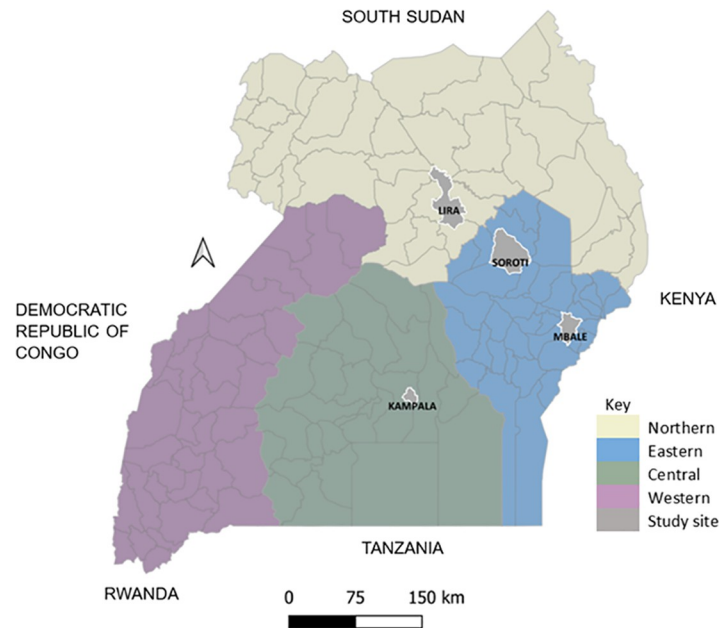 SOUTH SUDAN
LIRA
SOROTI
DEMOCRATIC
REPUBLIC OF
CONGO
KENYA
MBALE
KAMPALA
Key
Northern
Eastern
Central
Western
Study site
TANZANIA
RWANDA
0 75 150 km